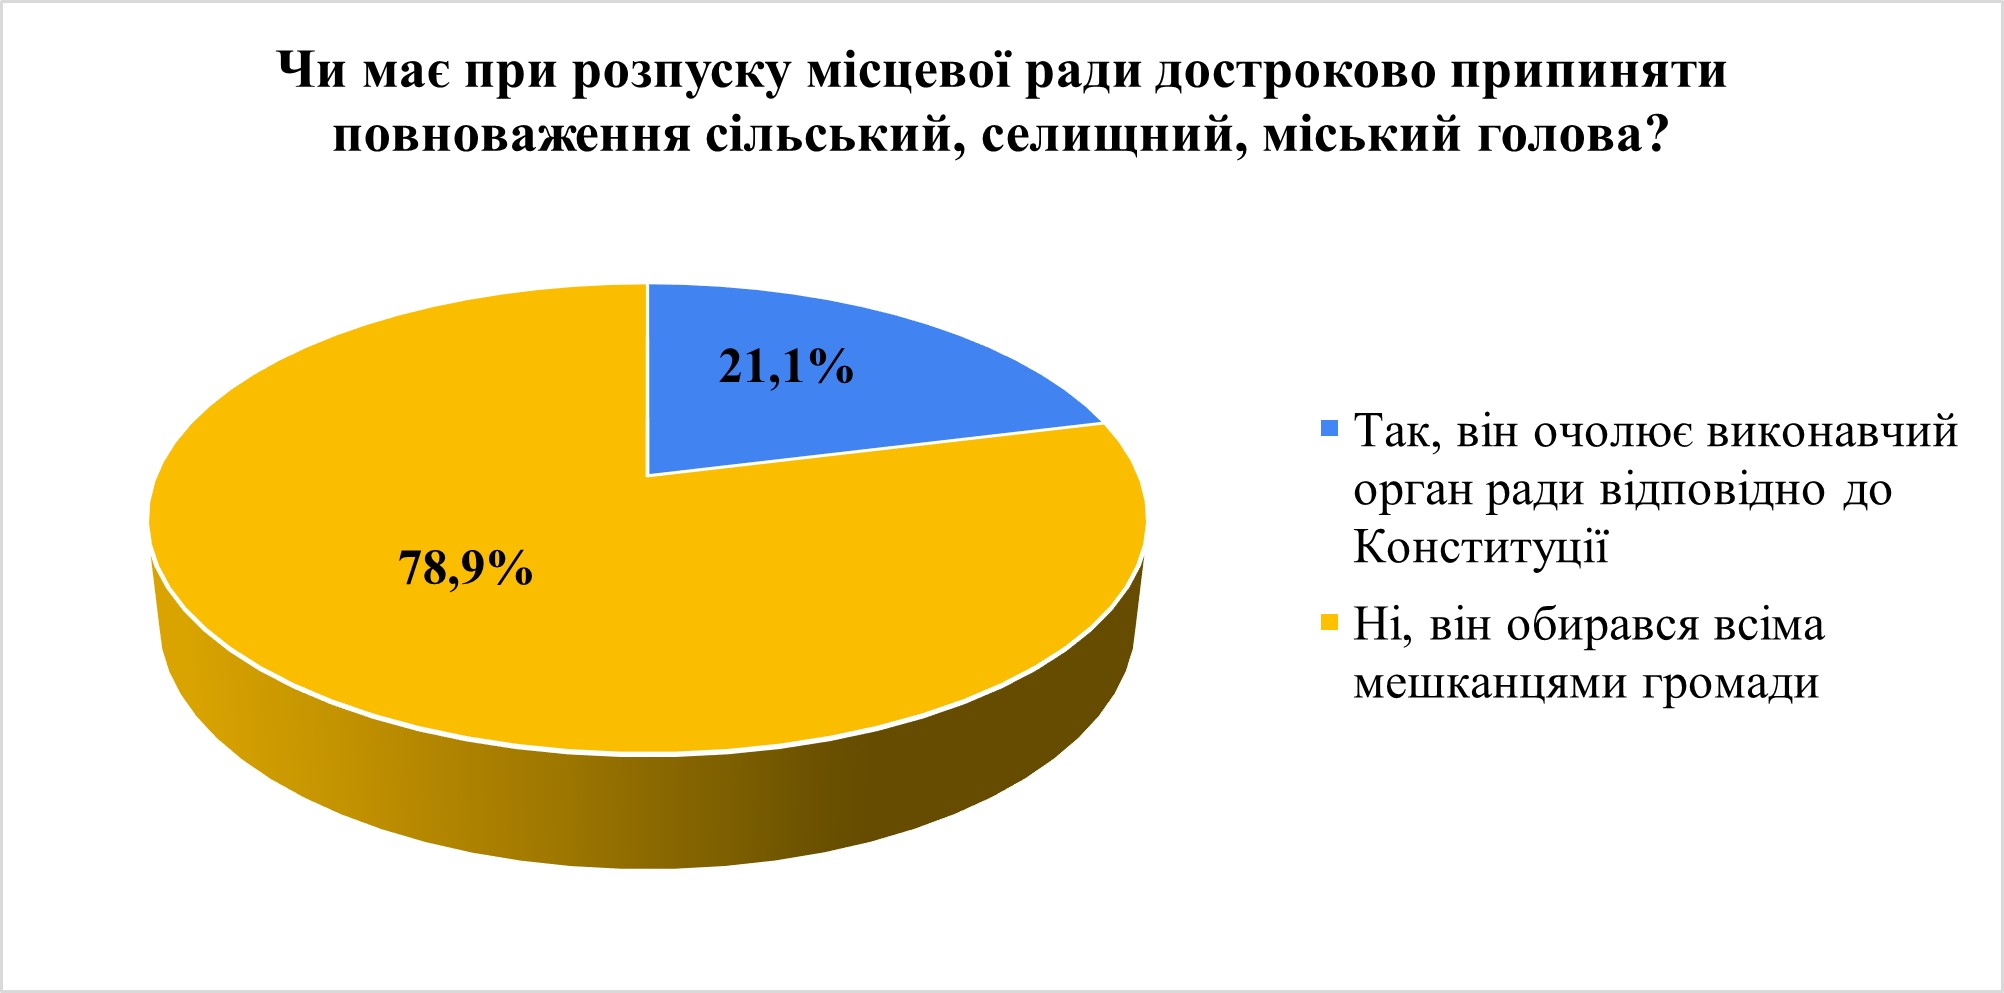 Чи має при розпуску місцевої ради достроково припиняти
повноваження сільський, селищний, міський голова?
21,1%
78,9%
Так, він очолює виконавчий
орган ради відповідно до
Конституції
Ні, він обирався всіма
мешканцями громади